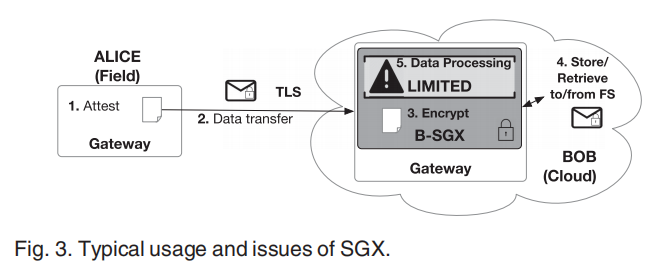 ALICE
(Field)
1. Attest
Gateway
TLS
2. Data transfer
5. Data Processing
LIMITED
3. Encrypt
B-SGX
Gateway
4. Store/
Retrieve
to/from FS
BOB
(Cloud)
Fig. 3. Typical usage and issues of SGX.